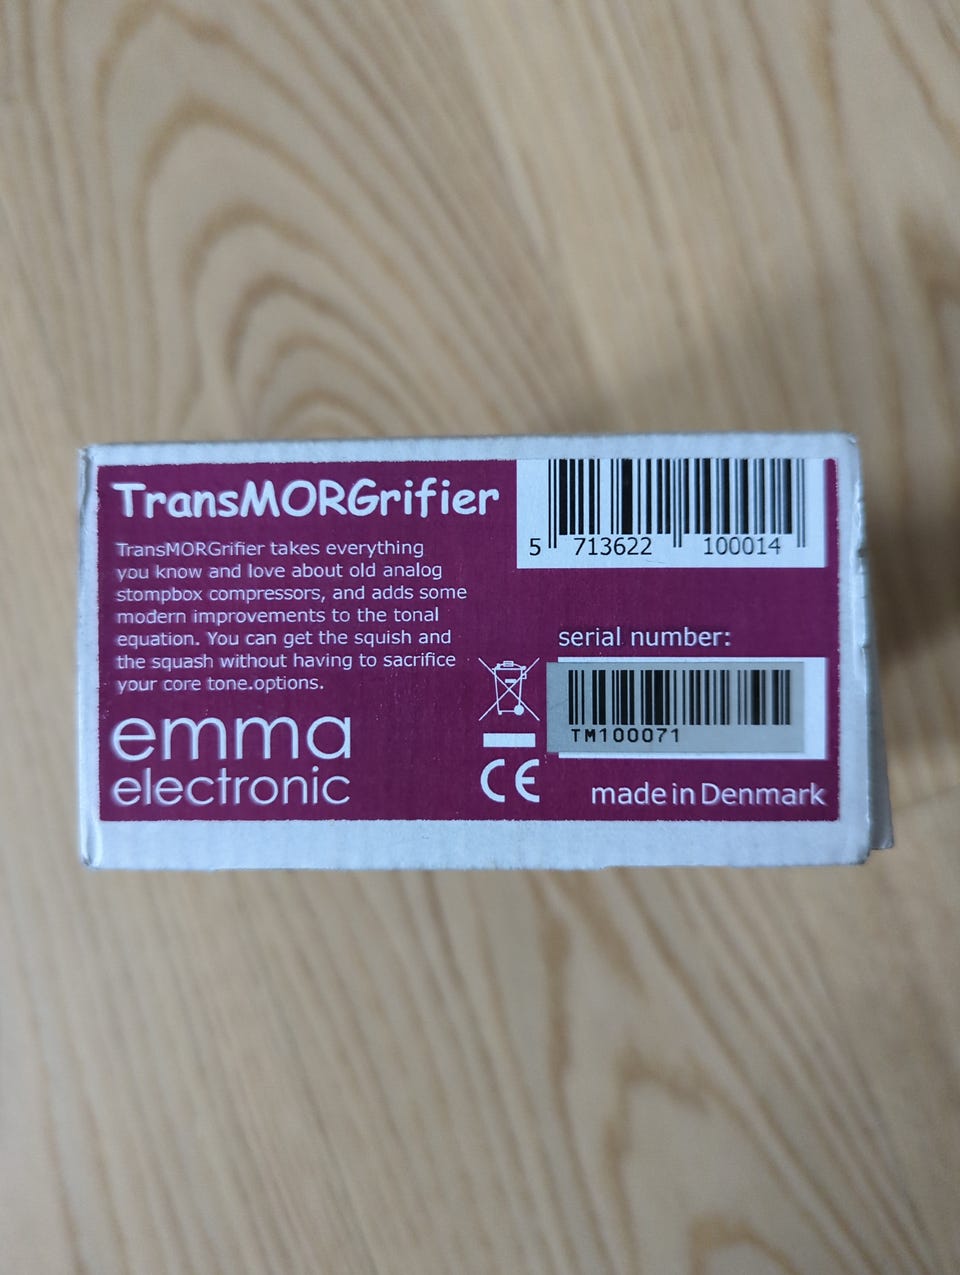 TransMORGrifier
TransMORGrifier takes everything
you know and love about old analog
stompbox compressors, and adds some
modern improvements to the tonal
equation. You can get the squish and
the squash without having to sacrifice
your core tone.options.
emma
electronic
5 713622 100014
serial number:
TM100071
CE
made in Denmark